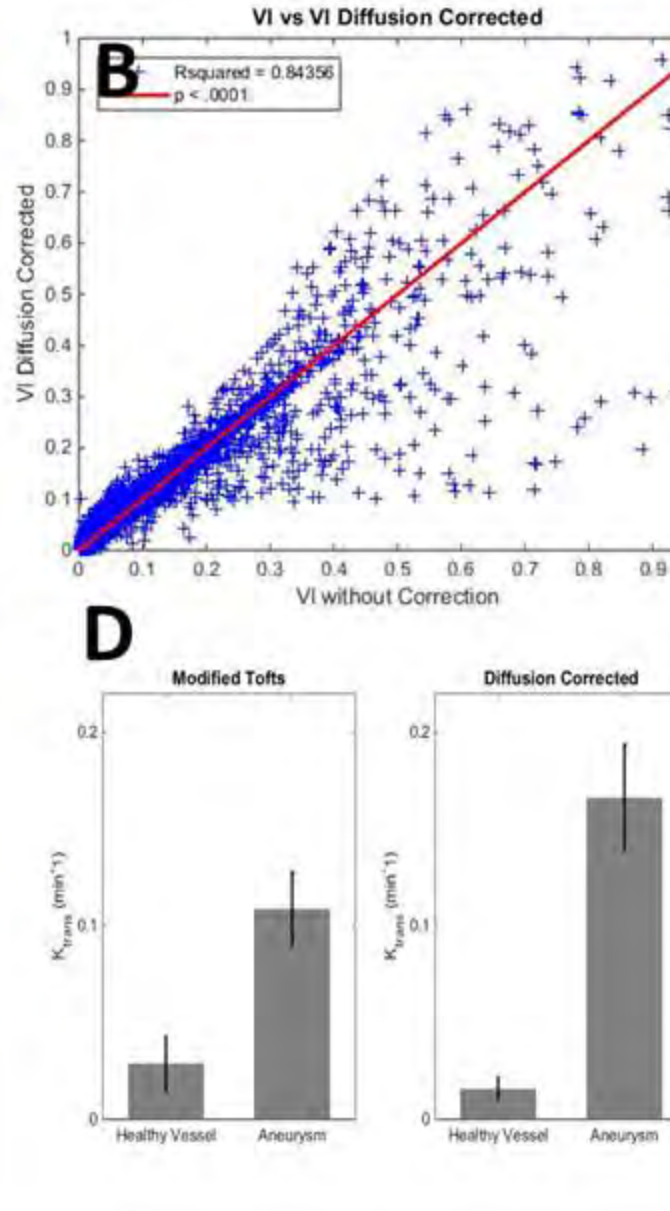 VI vs VI Diffusion Corrected
B
Rsquared = 0.84356
p < .0001
VI Diffusion Corrected
1
0.9
0.8
0.7
0.6
0.5
0.4
0.3
0.2
0.1
0
0 0.1 0.2 0.3 0.4 0.5 0.6 0.7 0.8 0.9
VI without Correction
D
Modified Tofts
Ktrans (min^1)
0.2
0.1
0
Healthy Vessel Aneurysm
Diffusion Corrected
Ktrans (min^1)
0.2
0.1
0
Healthy Vessel Aneurysm